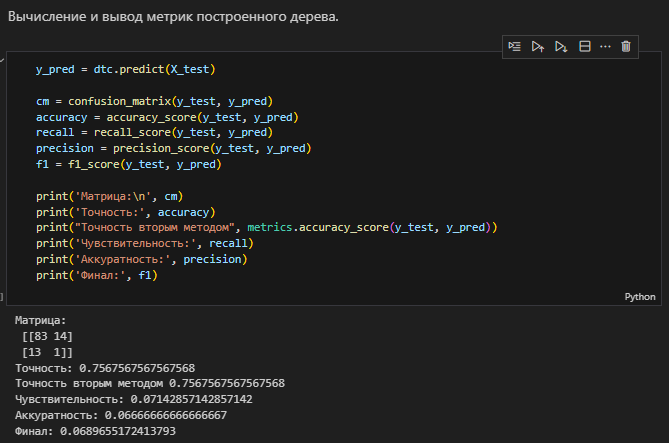 Вычисление и вывод метрик построенного дерева.
y_pred = dtc.predict(X_test)
cm = confusion_matrix(y_test, y_pred)
accuracy = accuracy_score(y_test, y_pred)
recall = recall_score(y_test, y_pred)
precision = precision_score(y_test, y_pred)
f1 = f1_score(y_test, y_pred)
print('Матрица:\n', cm)
print('Точность:', accuracy)
print("Точность вторым методом", metrics.accuracy_score(y_test, y_pred))
print('Чувствительность:', recall)
print('Аккуратность:', precision)
print('Финал:', f1)
]
Python
Матрица:
[[83 14]
[13  1]]
Точность: 0.7567567567567568
Точность вторым методом 0.7567567567567568
Чувствительность: 0.07142857142857142
Аккуратность: 0.06666666666666667
Финал: 0.0689655172413793